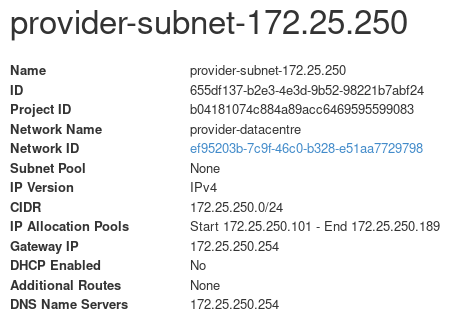 provider-subnet-172.25.250
Name provider-subnet-172.25.250
ID 655df137-b2e3-4e3d-9b52-98221b7abf24
Project ID b04181074c884a89acc6469595599083
Network Name provider-datacentre
Network ID ef95203b-7c9f-46c0-b328-e51aa7729798
Subnet Pool None
IP Version IPv4
CIDR 172.25.250.0/24
IP Allocation Pools Start 172.25.250.101 - End 172.25.250.189
Gateway IP 172.25.250.254
DHCP Enabled No
Additional Routes None
DNS Name Servers 172.25.250.254